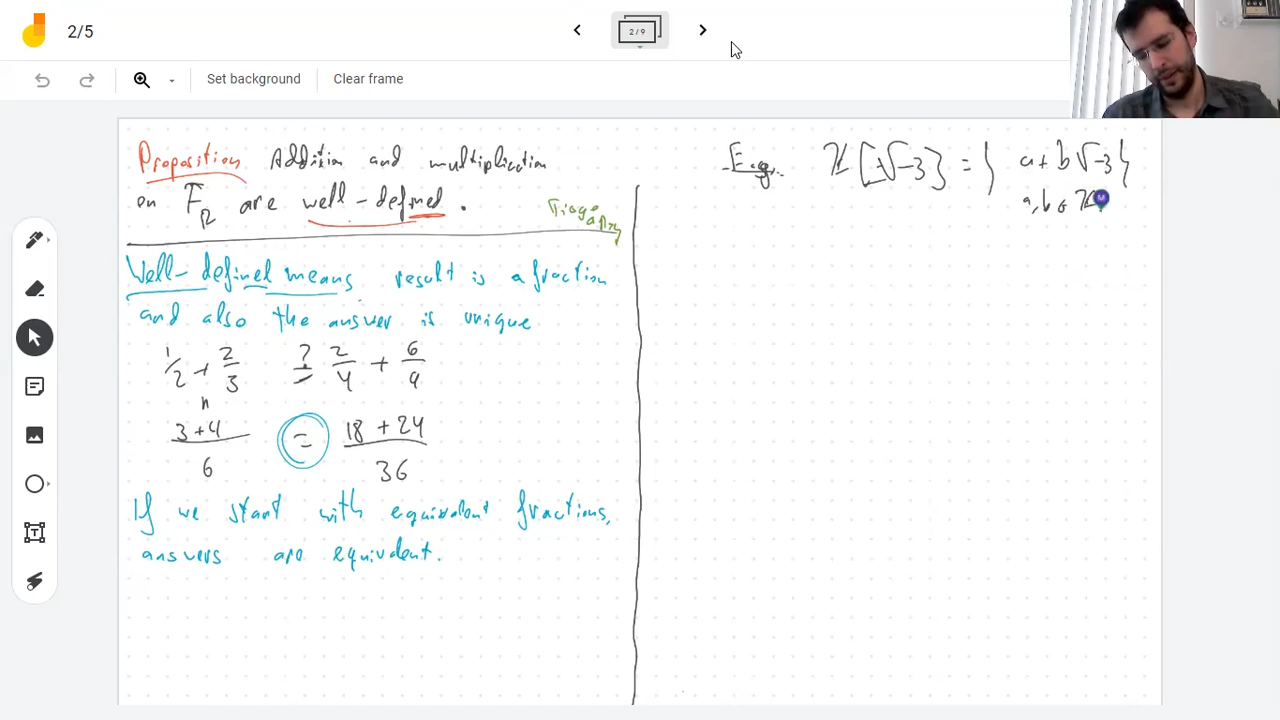 2/5
2/9
Set background
Clear frame
Proposition Addition and multiplication
on F_R are well-defined.
Well-defined means result is a fraction
and also the answer is unique
1/2 + 2/3 ?= 2/4 + 6/9
=
(3+4)/6 = (18+24)/36
If we start with equivalent fractions,
answers are equivalent.
E.g. ℤ[√-3] = { a + b√-3 }
a, b ∈ ℤ
M